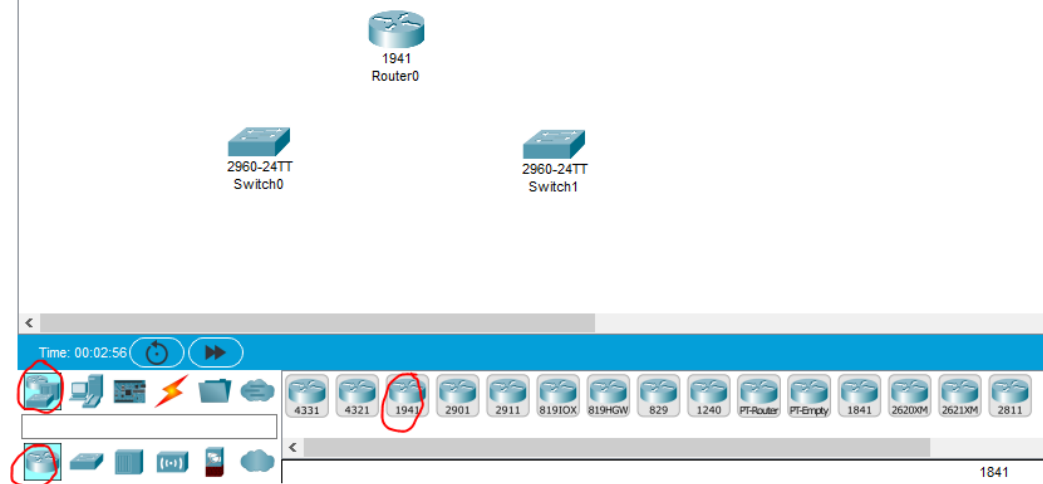 1941
Router0
2960-24TT
Switch0
2960-24TT
Switch1
Time: 00:02:56
4331 4321 1941 2901 2911 819IOX 819HGW 829 1240 PT-Router PT-Empty 1841 2620XM 2621XM 2811
1841